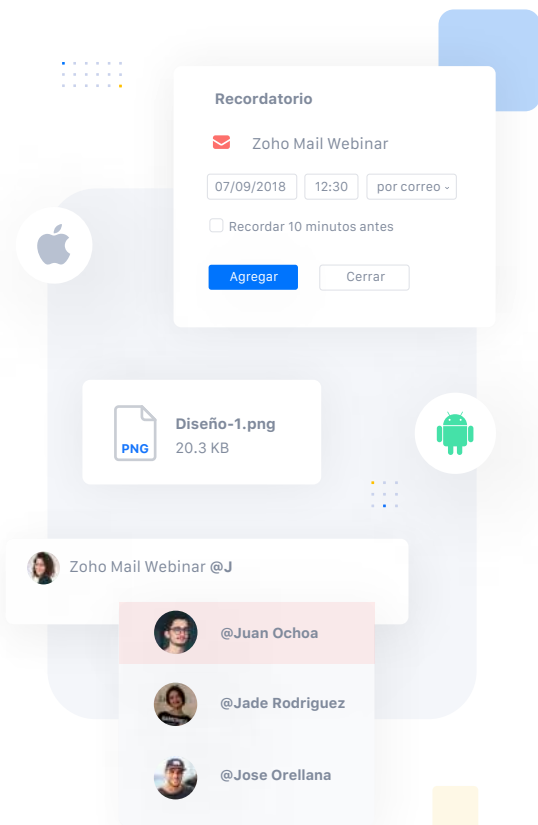 Recordatorio
Zoho Mail Webinar
07/09/2018 12:30 por correo
Recordar 10 minutos antes
Agregar Cerrar
Diseño-1.png
PNG
20.3 KB
Zoho Mail Webinar @J
@Juan Ochoa
@Jade Rodriguez
@Jose Orellana